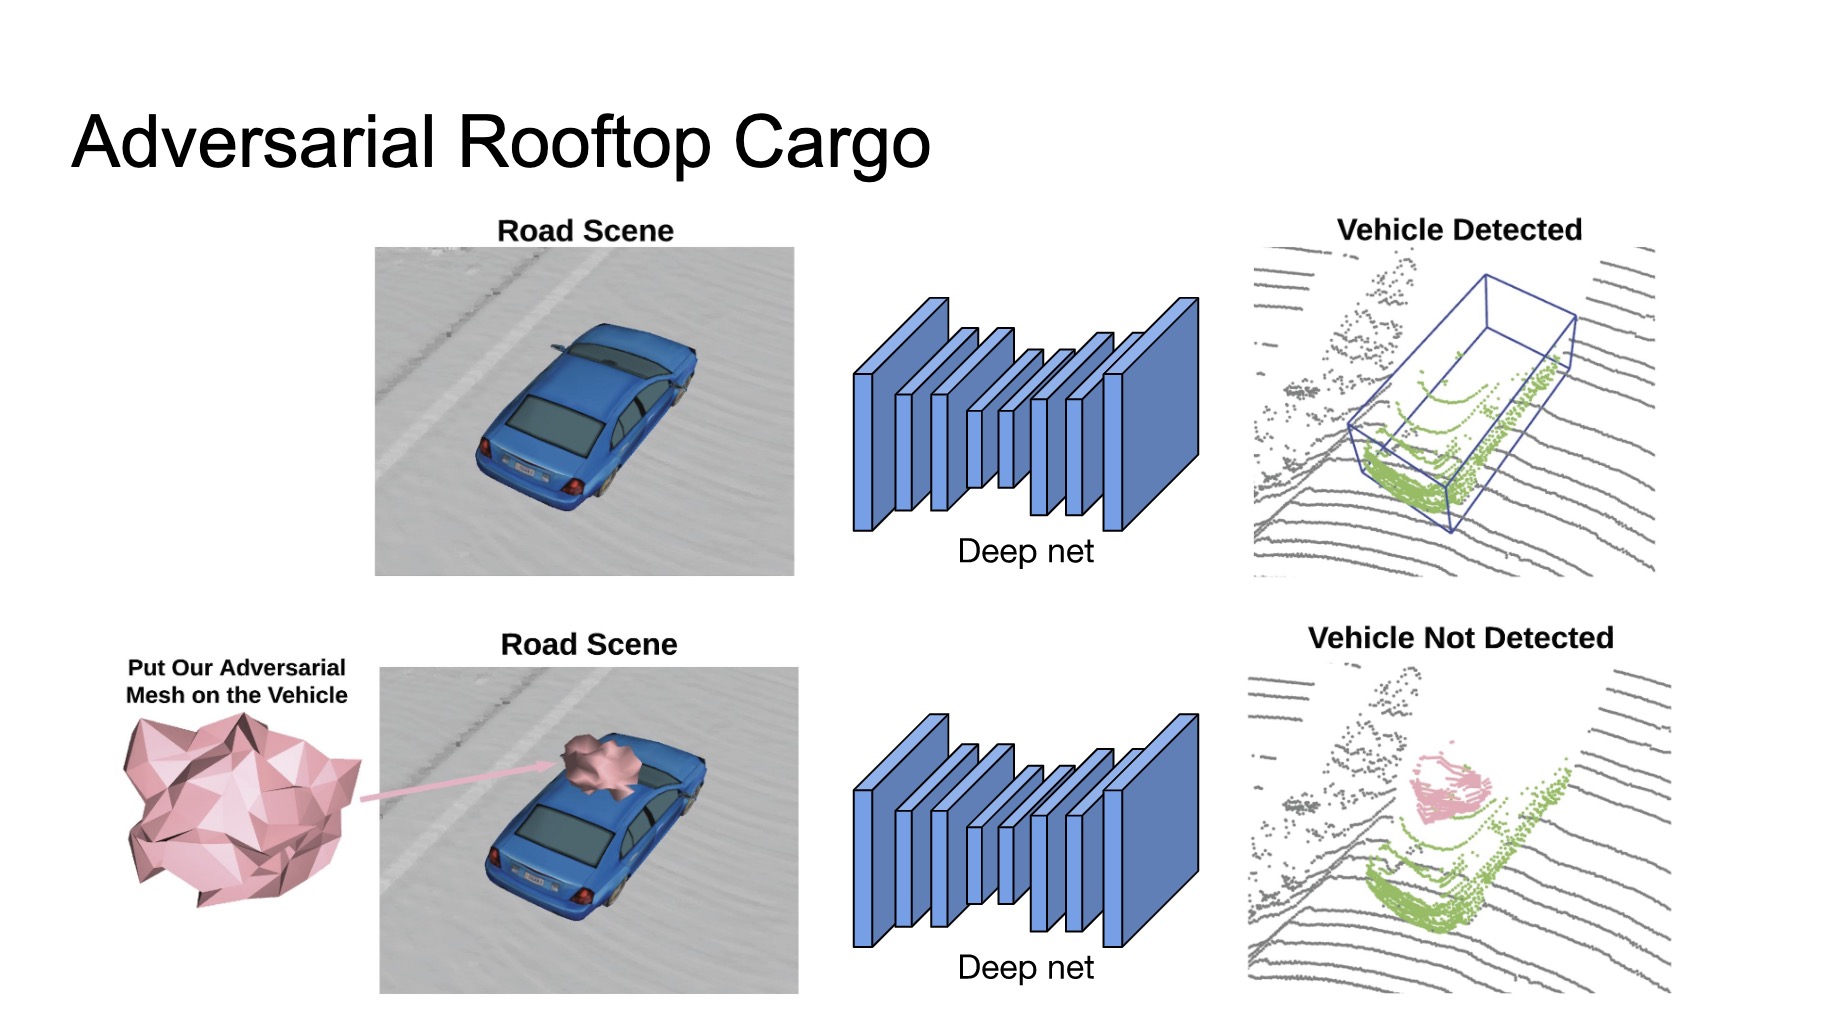 Adversarial Rooftop Cargo
Road Scene
Vehicle Detected
Deep net
Road Scene
Vehicle Not Detected
Put Our Adversarial
Mesh on the Vehicle
Deep net